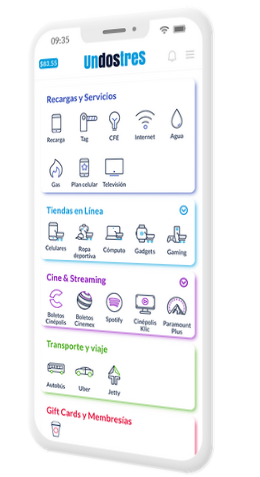 09:35
$83.55
UnDosTres
Recargas y Servicios
Recarga
Tag
CFE
Internet
Agua
Gas
Plan celular
Televisión
Tiendas en Línea
Celulares
Ropa deportiva
Cómputo
Gadgets
Gaming
Cine & Streaming
Boletos Cinépolis
Boletos Cinemex
Spotify
Cinépolis Klic
Paramount Plus
Transporte y viaje
Autobús
Uber
Jetty
Gift Cards y Membresías